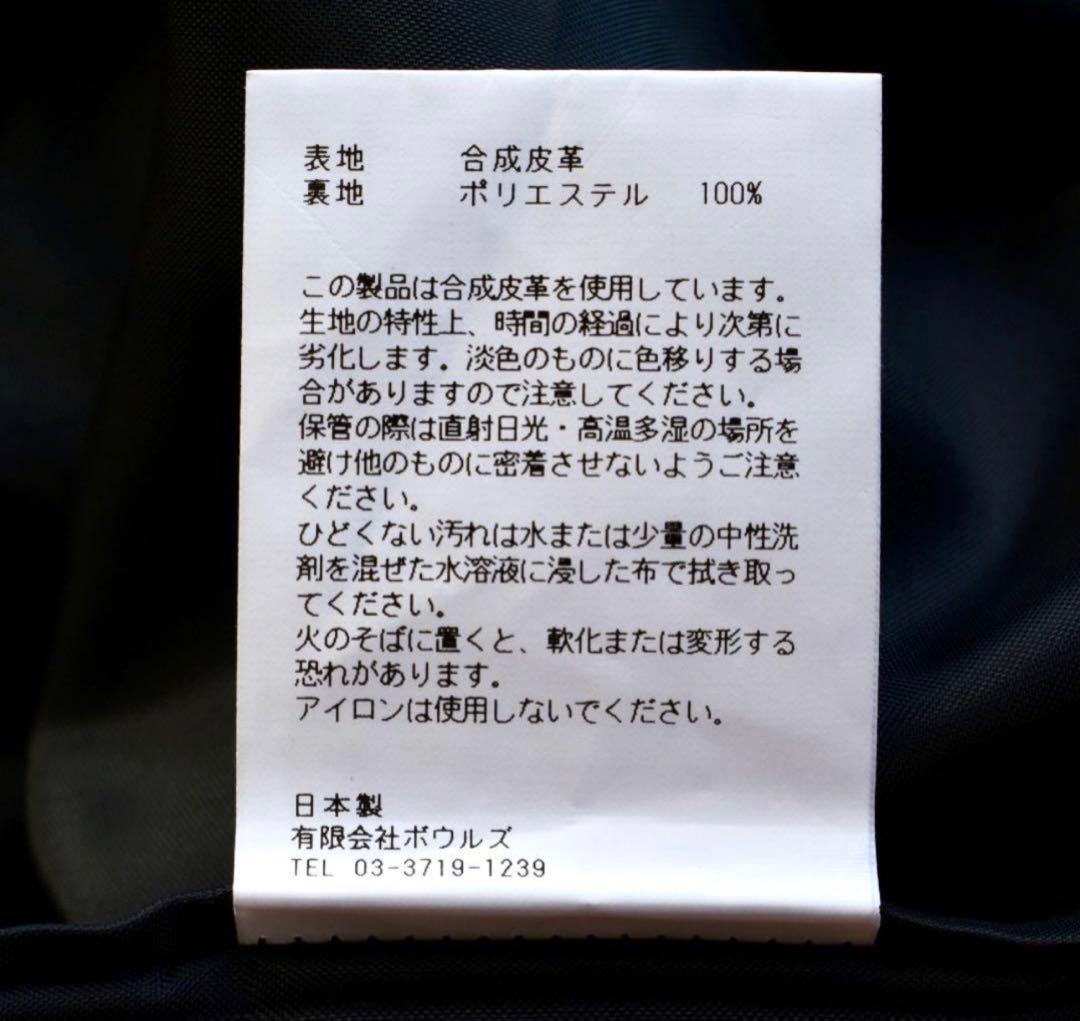 表地 合成皮革
裏地 ポリエステル 100%
この製品は合成皮革を使用しています。
生地の特性上、時間の経過により次第に
劣化します。淡色のものに色移りする場
合がありますので注意してください。
保管の際は直射日光・高温多湿の場所を
避け他のものに密着させないようご注意
ください。
ひどくない汚れは水または少量の中性洗
剤を混ぜた水溶液に浸した布で拭き取っ
てください。
火のそばに置くと、軟化または変形する
恐れがあります。
アイロンは使用しないでください。
日本製
有限会社ボウルズ
TEL 03-3719-1239